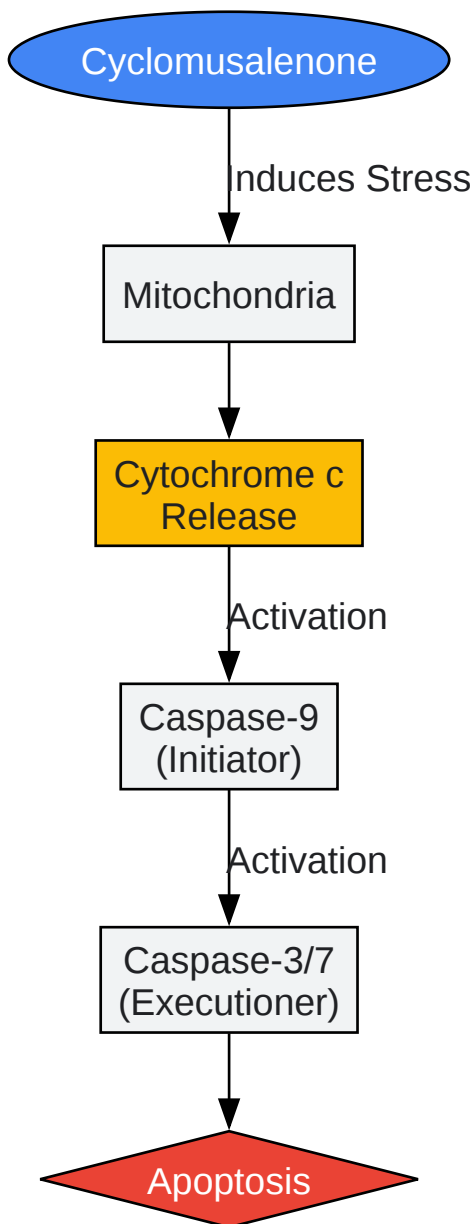 Cyclomusalenone
Induces Stress
Mitochondria
Cytochrome c
Release
Activation
Caspase-9
(Initiator)
Activation
Caspase-3/7
(Executioner)
Apoptosis